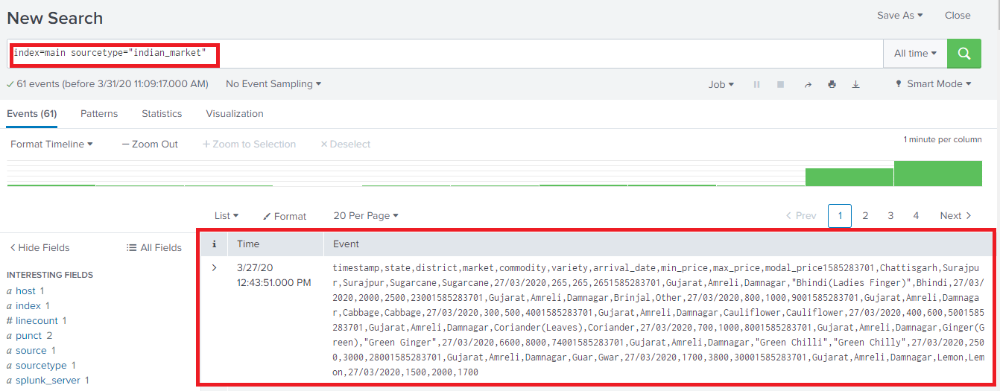 New Search
Save As ▾ Close
index=main sourcetype="indian_market"
All time ▾
✓ 61 events (before 3/31/20 11:09:17.000 AM) No Event Sampling ▾
Job ▾ Smart Mode ▾
Events (61) Patterns Statistics Visualization
Format Timeline ▾ — Zoom Out + Zoom to Selection × Deselect
1 minute per column
List ▾ Format 20 Per Page ▾
< Prev 1 2 3 4 Next >
< Hide Fields All Fields
INTERESTING FIELDS
a host 1
a index 1
# linecount 1
a punct 2
a source 1
a sourcetype 1
a splunk_server 1
i Time Event
> 3/27/20
12:43:51.000 PM
timestamp,state,district,market,commodity,variety,arrival_date,min_price,max_price,modal_price1585283701,Chattisgarh,Surajpu
r,Surajpur,Sugarcane,Sugarcane,27/03/2020,265,265,2651585283701,Gujarat,Amreli,Damnagar,"Bhindi(Ladies Finger)",Bhindi,27/03/
2020,2000,2500,23001585283701,Gujarat,Amreli,Damnagar,Brinjal,Other,27/03/2020,800,1000,9001585283701,Gujarat,Amreli,Damnaga
r,Cabbage,Cabbage,27/03/2020,300,500,4001585283701,Gujarat,Amreli,Damnagar,Cauliflower,Cauliflower,27/03/2020,400,600,5001585
283701,Gujarat,Amreli,Damnagar,Coriander(Leaves),Coriander,27/03/2020,700,1000,8001585283701,Gujarat,Amreli,Damnagar,Ginger(G
reen),"Green Ginger",27/03/2020,6600,8000,74001585283701,Gujarat,Amreli,Damnagar,"Green Chilli","Green Chilly",27/03/2020,250
0,3000,28001585283701,Gujarat,Amreli,Damnagar,Guar,Gwar,27/03/2020,1700,3800,30001585283701,Gujarat,Amreli,Damnagar,Lemon,Le
mon,27/03/2020,1500,2000,1700